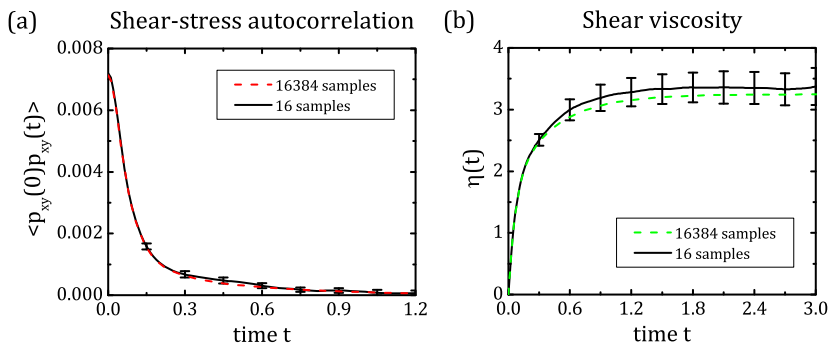 (a) Shear-stress autocorrelation
0.008
0.006
0.004
0.002
0.000
<p_xy(0)p_xy(t)>
16384 samples
16 samples
0.0 0.3 0.6 0.9 1.2
time t
(b) Shear viscosity
4
3
2
1
0
η(t)
16384 samples
16 samples
0.0 0.6 1.2 1.8 2.4 3.0
time t